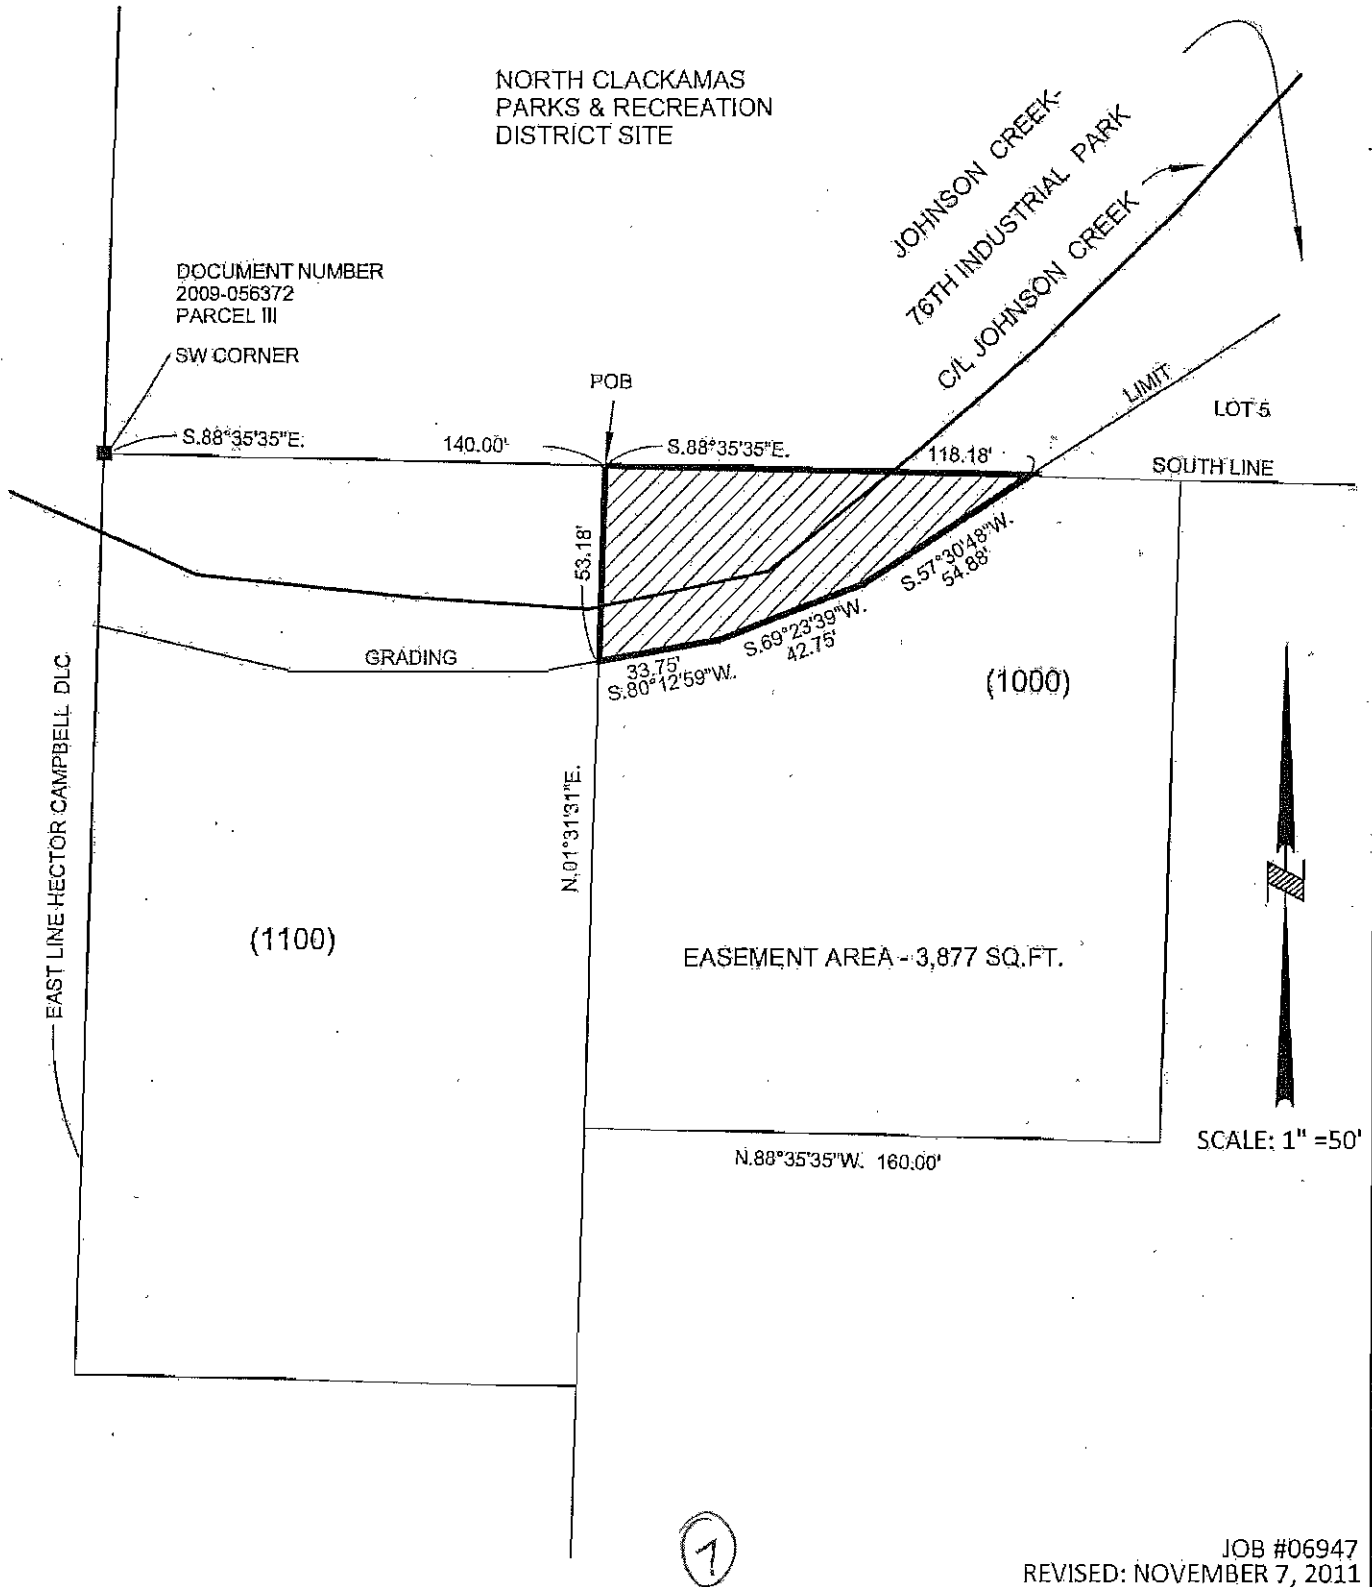 NORTH CLACKAMAS
PARKS & RECREATION
DISTRICT SITE
JOHNSON CREEK-
76TH INDUSTRIAL PARK
C/L JOHNSON CREEK
DOCUMENT NUMBER
2009-056372
PARCEL III
SW CORNER
POB
LIMIT
LOT 5
S.88°35'35"E.
140.00'
S.88°35'35"E.
118.18'
SOUTH LINE
53.18'
S.57°30'48"W.
54.88'
S.69°23'39"W.
42.75'
33.75'
S.80°12'59"W.
GRADING
(1000)
EAST LINE HECTOR CAMPBELL DLC
N.01°31'31"E.
(1100)
EASEMENT AREA - 3,877 SQ.FT.
N.88°35'35"W. 160.00'
SCALE: 1" =50'
7
JOB #06947
REVISED: NOVEMBER 7, 2011